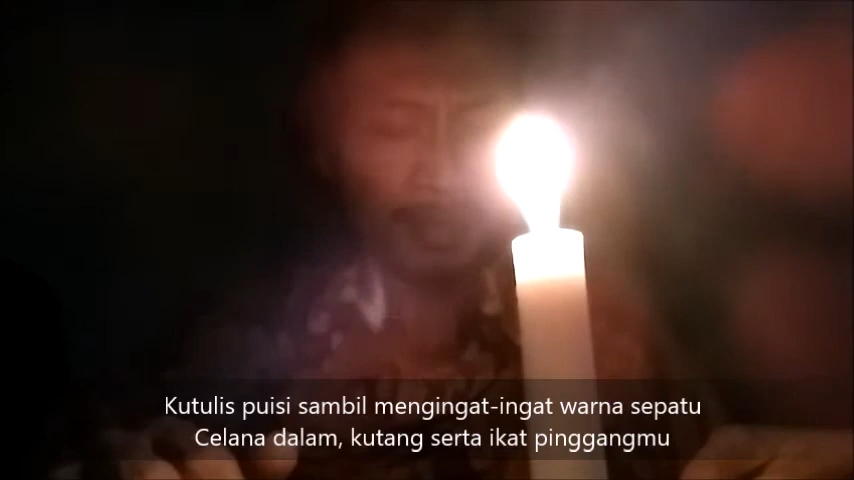 Kutulis puisi sambil mengingat-ingat warna sepatu
Celana dalam, kutang serta ikat pinggangmu